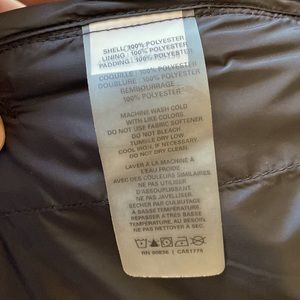 SHELL: 100% POLYESTER
LINING : 100% POLYESTER
PADDING : 100% POLYESTER
COQUILLE : 100% POLYESTER
DOUBLURE : 100% POLYESTER
REMBOURRAGE :
100% POLYESTER
MACHINE WASH COLD
WITH LIKE COLORS
DO NOT USE FABRIC SOFTENER
DO NOT BLEACH.
TUMBLE DRY LOW
COOL IRON, IF NECESSARY.
DO NOT DRY CLEAN.
LAVER À LA MACHINE À
L'EAU FROIDE
AVEC DES COULEURS SIMILAIRES.
NE PAS UTILISER
D'ASSOUPLISSANT.
NE PAS JAVELLISER.
SÉCHER PAR CULBUTAGE
À BASSE TEMPÉRATURE.
REPASSER À BASSE
TEMPÉRATURE, AU BESOIN.
NE PAS NETTOYER À SEC.
RN 90836 | CA51776